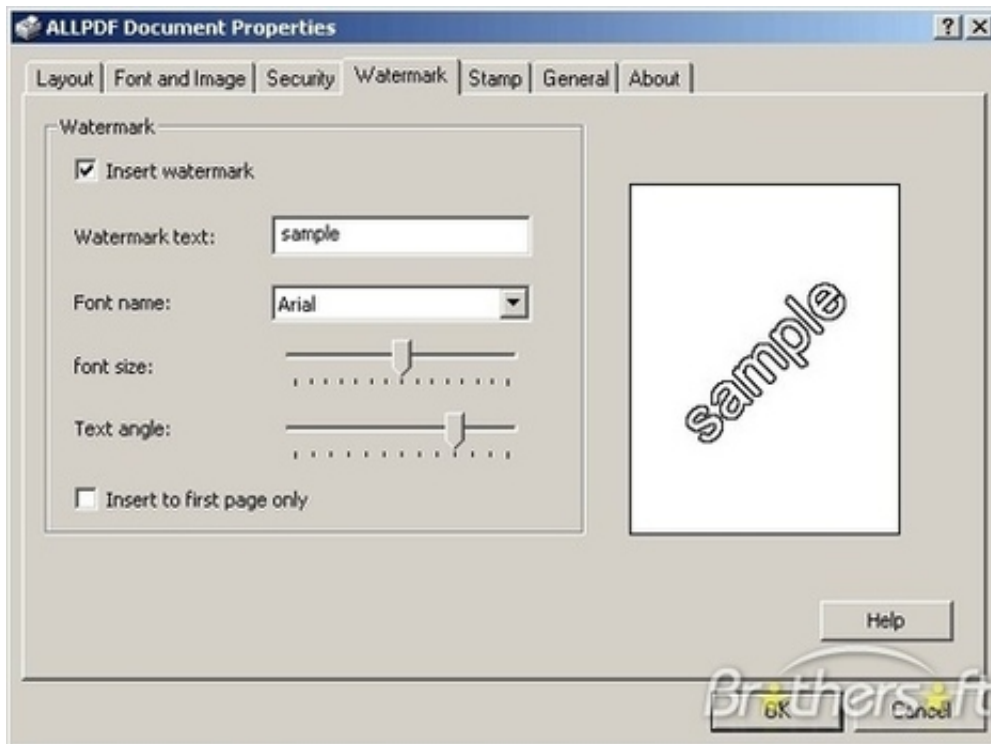 ALLPDF Document Properties
Layout Font and Image Security Watermark Stamp General About
Watermark
Insert watermark
Watermark text: sample
Font name: Arial
font size:
Text angle:
Insert to first page only
sample
Help
Brothersoft
OK Cancel